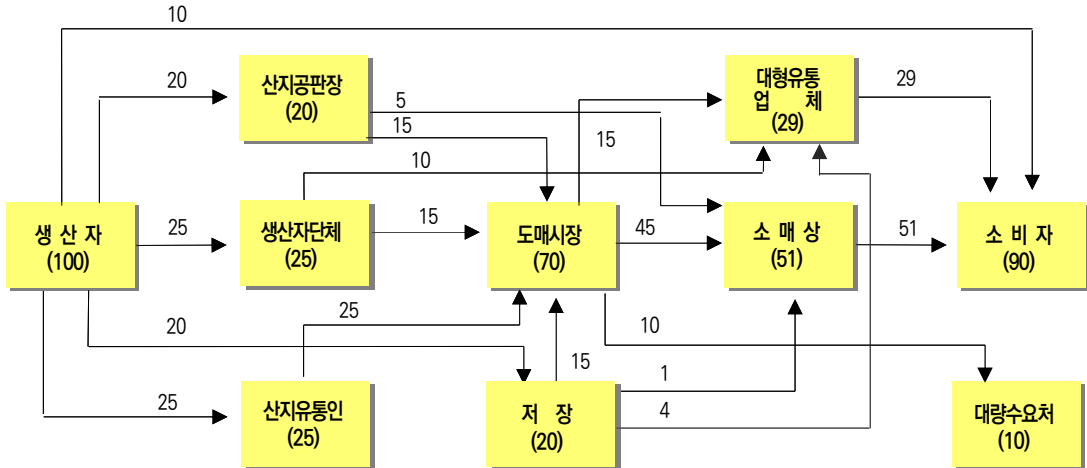 10
20
산지공판장
(20)
5
15
대형유통
업 체
(29)
29
15
10
생 산 자
(100)
25
생산자단체
(25)
15
도매시장
(70)
45
소 매 상
(51)
51
소 비 자
(90)
25
20
10
15
1
25
산지유통인
(25)
저 장
(20)
4
대량수요처
(10)